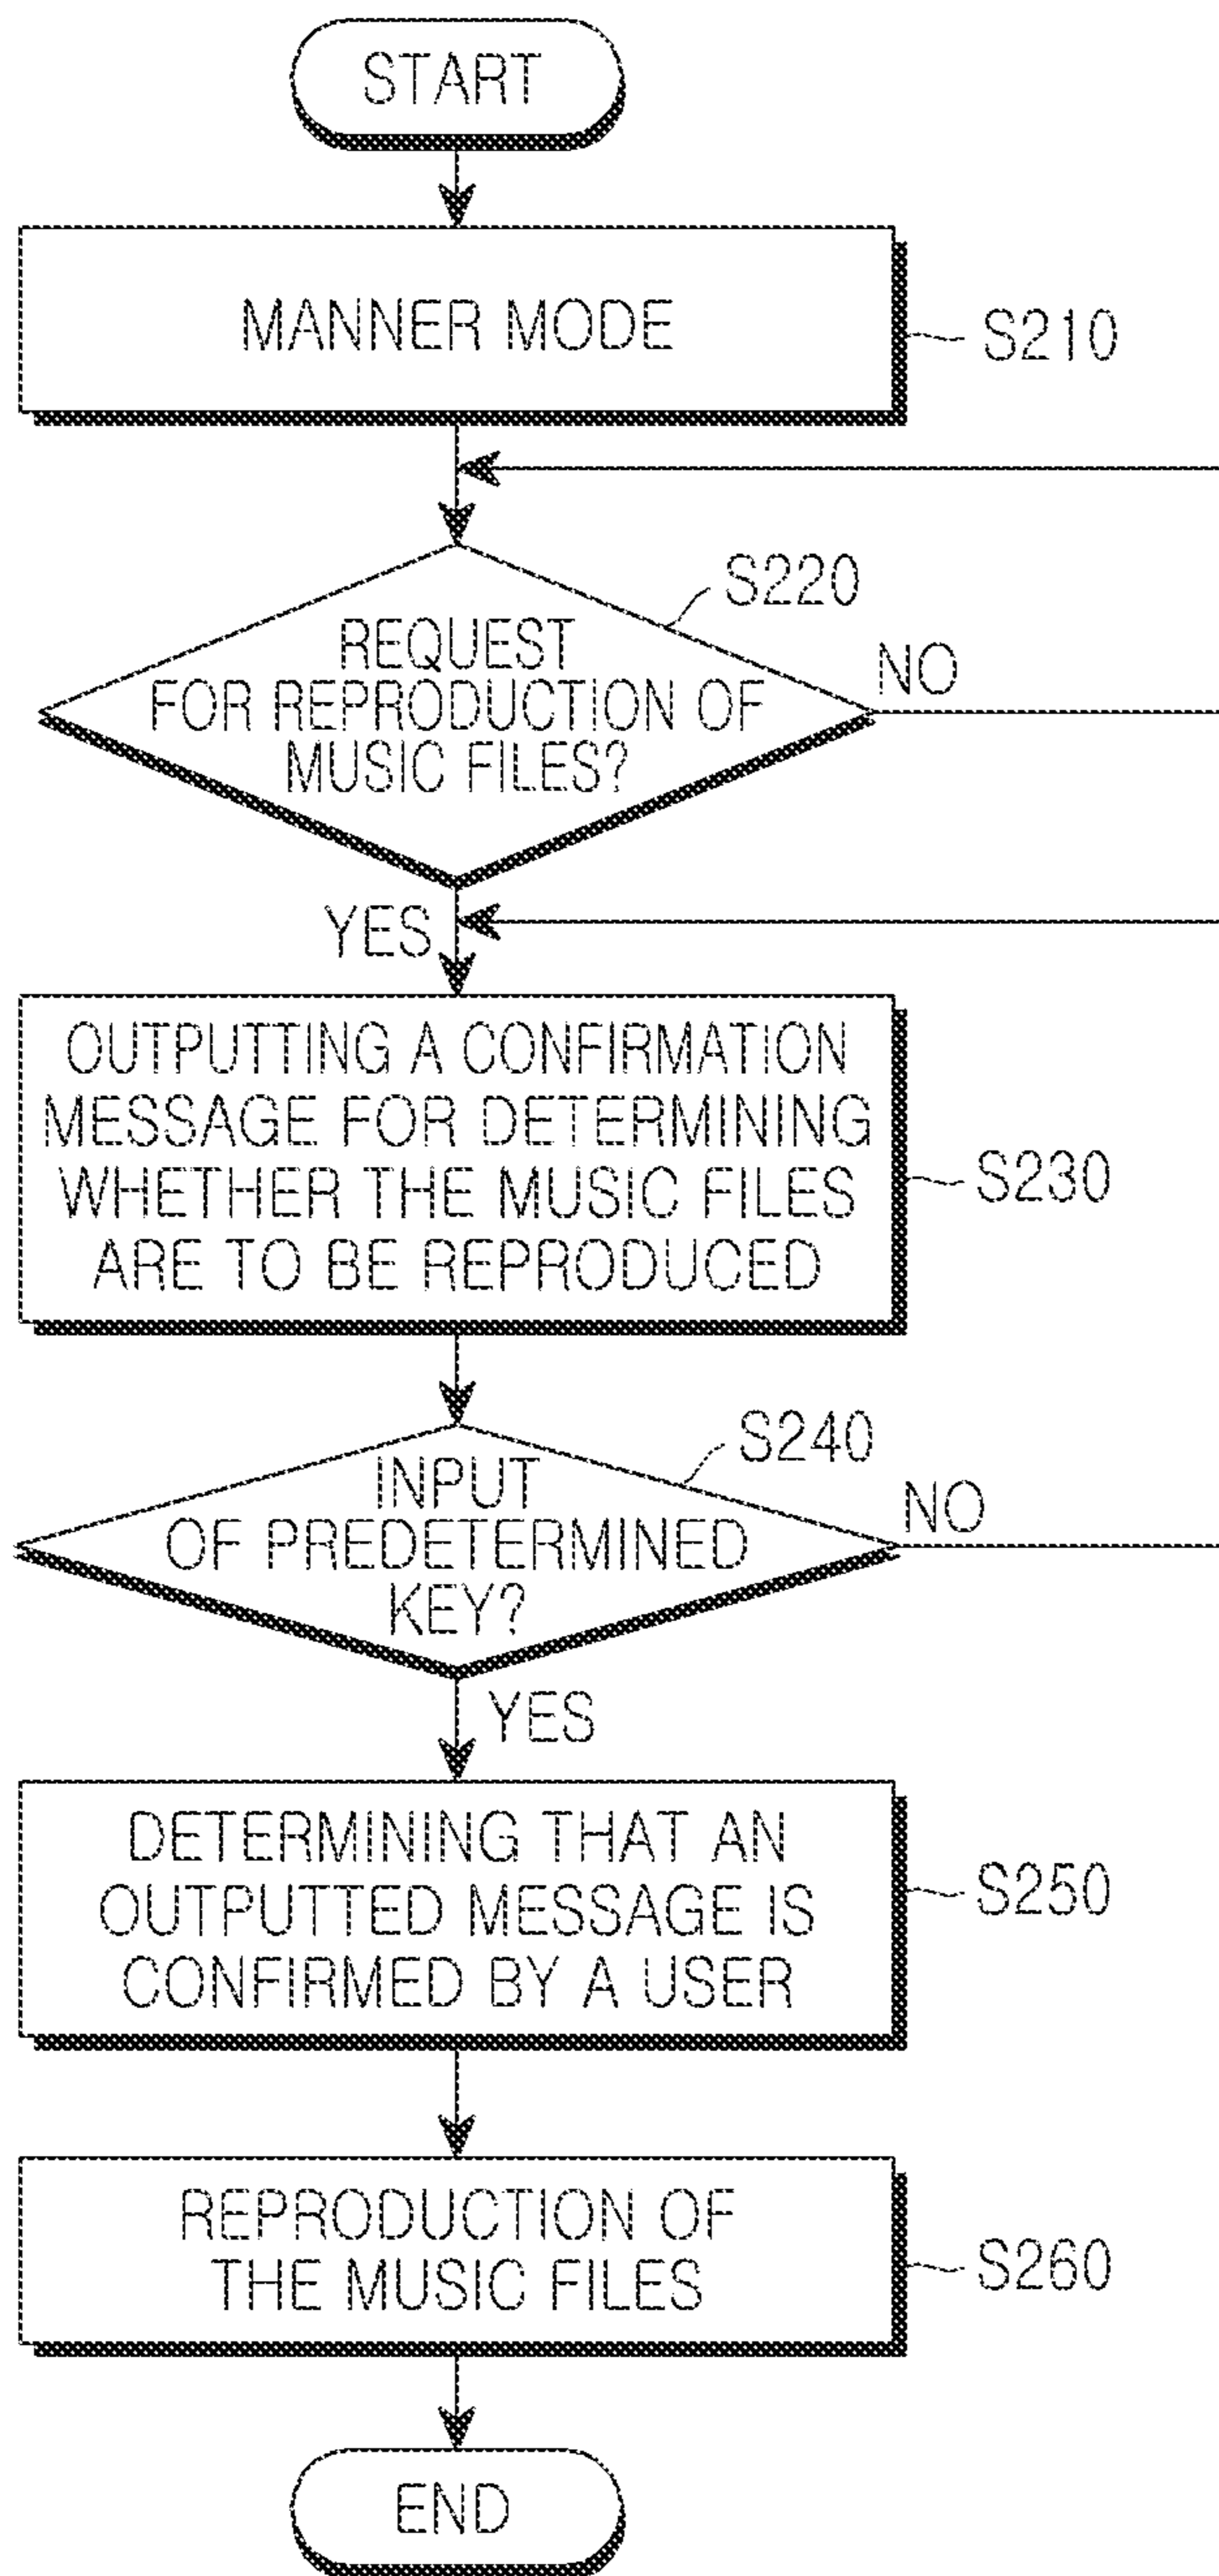 START
MANNER MODE
S210
S220
REQUEST
FOR REPRODUCTION OF
MUSIC FILES?
NO
YES
OUTPUTTING A CONFIRMATION
MESSAGE FOR DETERMINING
WHETHER THE MUSIC FILES
ARE TO BE REPRODUCED
S230
S240
INPUT
OF PREDETERMINED
KEY?
NO
YES
DETERMINING THAT AN
OUTPUTTED MESSAGE IS
CONFIRMED BY A USER
S250
REPRODUCTION OF
THE MUSIC FILES
S260
END